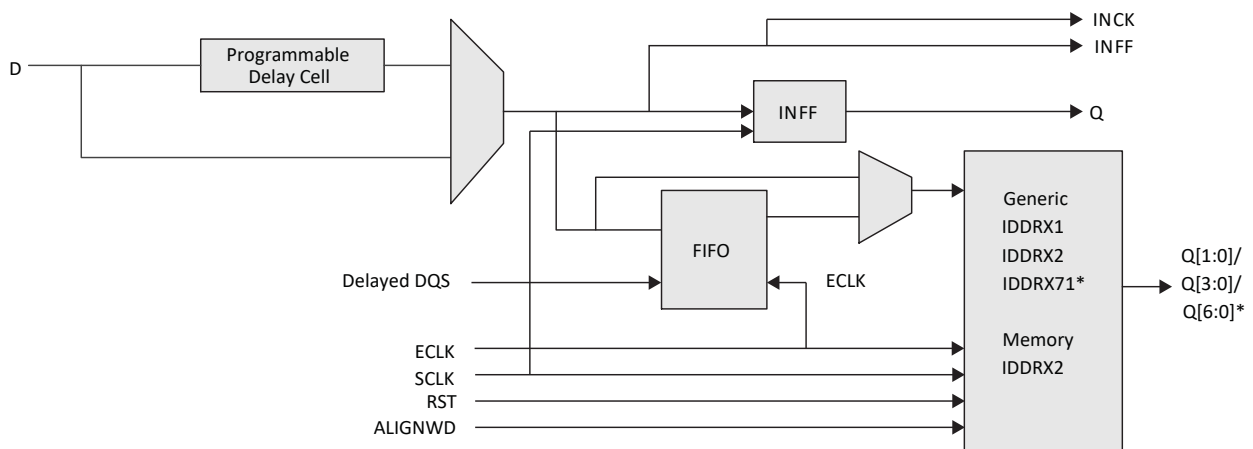 INCK
INFF
D
Programmable
Delay Cell
INFF
Q
Generic
IDDRX1
IDDRX2
IDDRX71*
Memory
IDDRX2
FIFO
Delayed DQS
ECLK
Q[1:0]/
Q[3:0]/
Q[6:0]*
ECLK
SCLK
RST
ALIGNWD